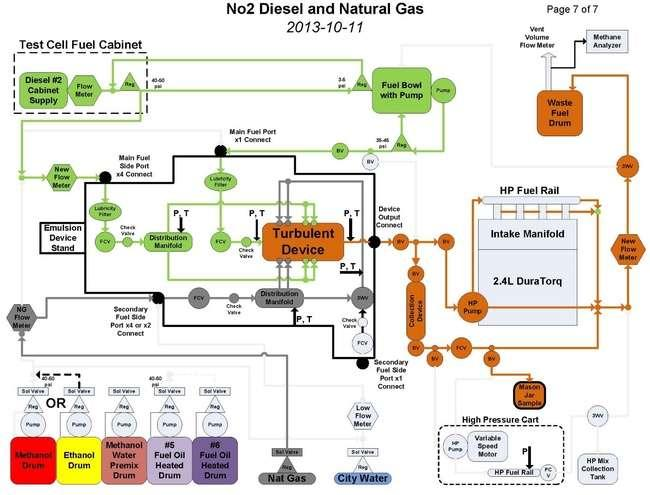 No2 Diesel and Natural Gas
2013-10-11
Page 7 of 7
Test Cell Fuel Cabinet
Diesel #2
Cabinet
Supply
Flow
Meter
Reg
40-60
psi
3-6
psi
Reg
Fuel Bowl
with Pump
Pump
Vent
Volume
Flow Meter
Methane
Analyzer
Waste
Fuel
Drum
Main Fuel Port
x1 Connect
35-45
psi
BV
Reg
BV
3WV
New
Flow
Meter
Main Fuel
Side Port
x4 Connect
Lubricity
Filter
Lubricity
Filter
Emulsion
Device
Stand
FCV
Check
Valve
Distribution
Manifold
FCV
Check
Valve
P, T
P, T
P, T
Turbulent
Device
P, T
Device
Output
Connect
BV
BV
BV
HP Fuel Rail
Intake Manifold
2.4L DuraTorq
New
Flow
Meter
HP
Pump
BV
Collection
Device
BV
BV
FCV
BV
Mason
Jar
Sample
NG
Flow
Meter
FCV
Check
Valve
Distribution
Manifold
P, T
3WV
Check
Valve
FCV
Secondary
Fuel Side
Port x4 or x2
Connect
Secondary
Fuel Side
Port x1
Connect
40-60
psi
40-60
psi
Sol Valve
Sol Valve
Sol Valve
Sol Valve
Sol Valve
Reg
OR
Reg
Reg
Reg
Reg
Pump
Pump
Pump
Pump
Pump
Methanol
Drum
Ethanol
Drum
Methanol
Water
Premix
Drum
#5
Fuel Oil
Heated
Drum
#6
Fuel Oil
Heated
Drum
Sol Valve
Reg
Nat Gas
Low
Flow
Meter
Sol Valve
Reg
City Water
High Pressure Cart
HP
Pump
Variable
Speed
Motor
P
HP Fuel Rail
PC
V
3WV
HP Mix
Collection
Tank